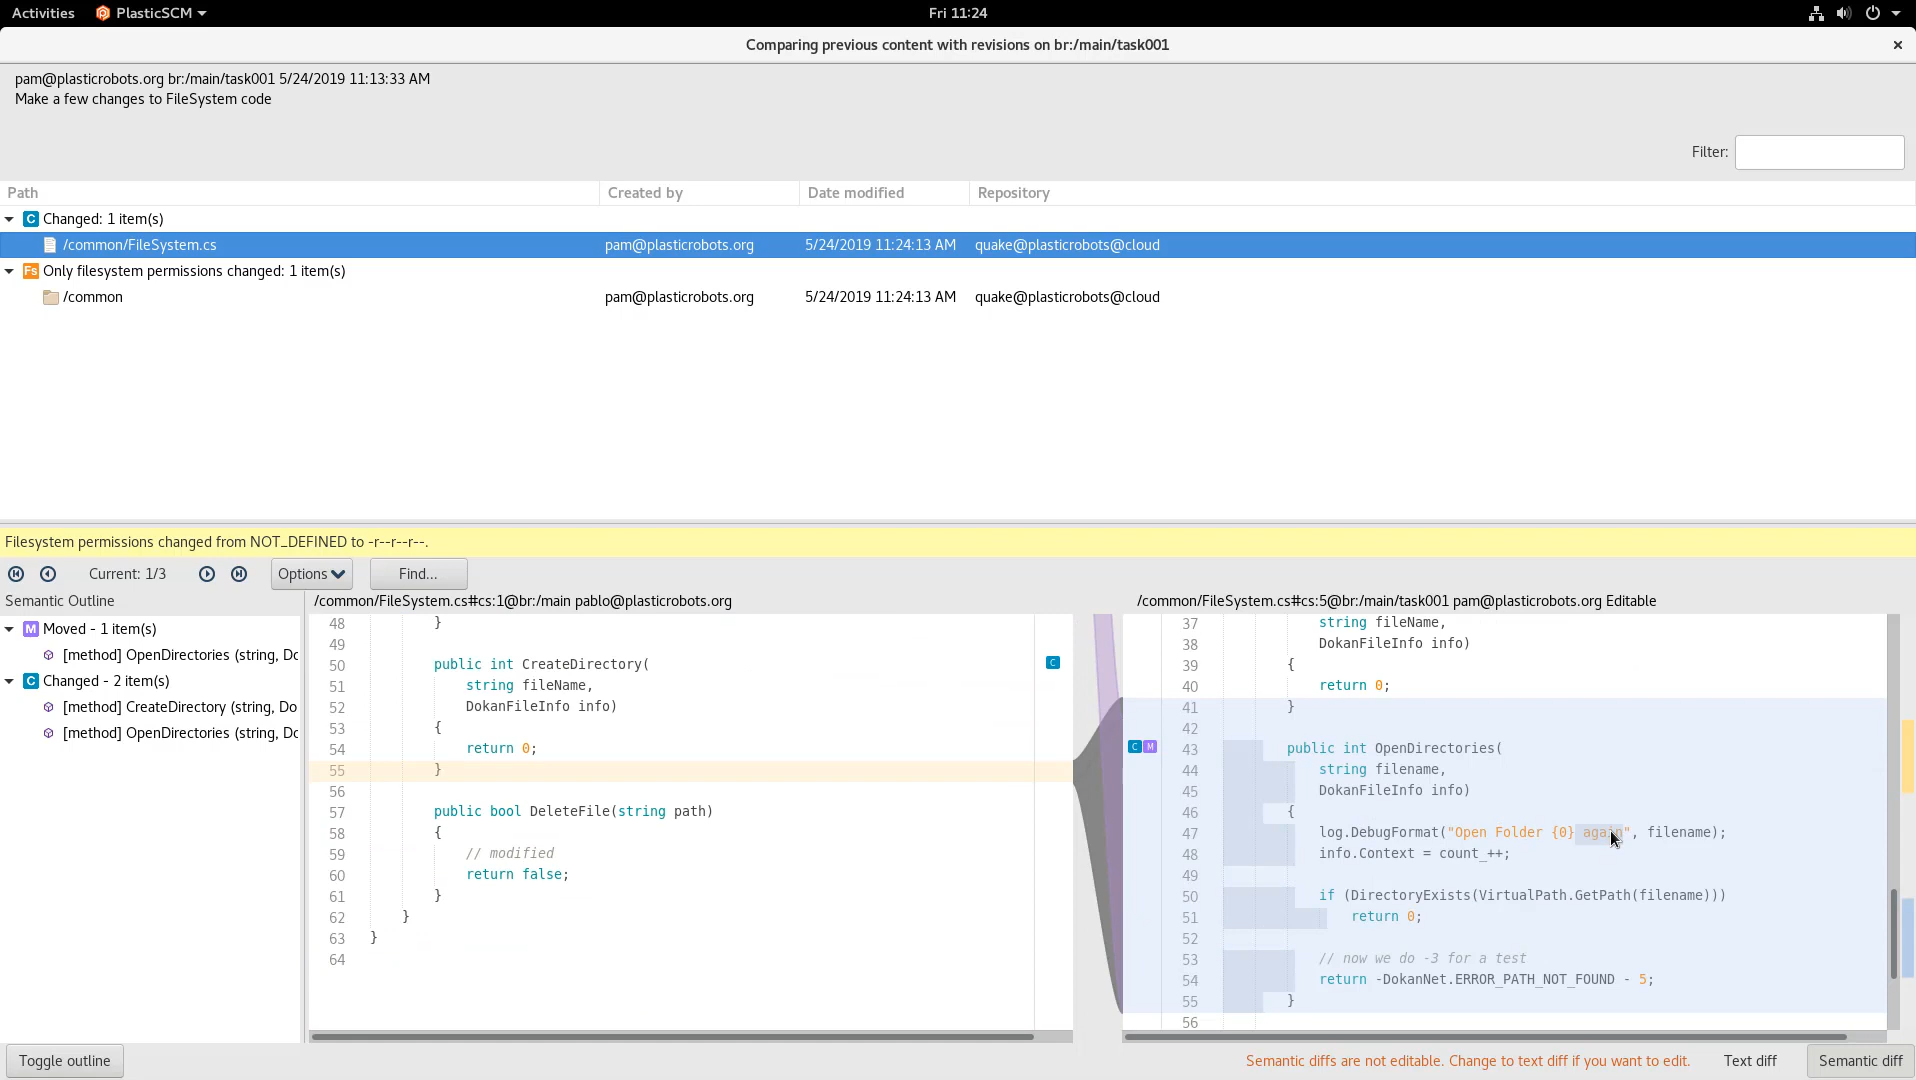 Activities PlasticSCM Fri 11:24
Comparing previous content with revisions on br:/main/task001
pam@plasticrobots.org br:/main/task001 5/24/2019 11:13:33 AM
Make a few changes to FileSystem code
Filter:
Path Created by Date modified Repository
C Changed: 1 item(s)
/common/FileSystem.cs pam@plasticrobots.org 5/24/2019 11:24:13 AM quake@plasticrobots@cloud
Fs Only filesystem permissions changed: 1 item(s)
/common pam@plasticrobots.org 5/24/2019 11:24:13 AM quake@plasticrobots@cloud
Filesystem permissions changed from NOT_DEFINED to -r--r--r--.
Current: 1/3 Options Find...
Semantic Outline
M Moved - 1 item(s)
[method] OpenDirectories (string, Do
C Changed - 2 item(s)
[method] CreateDirectory (string, Do
[method] OpenDirectories (string, Do
/common/FileSystem.cs#cs:1@br:/main pablo@plasticrobots.org
48 }
49
50 public int CreateDirectory( C
51 string fileName,
52 DokanFileInfo info)
53 {
54 return 0;
55 }
56
57 public bool DeleteFile(string path)
58 {
59 // modified
60 return false;
61 }
62 }
63 }
64
/common/FileSystem.cs#cs:5@br:/main/task001 pam@plasticrobots.org Editable
37 string fileName,
38 DokanFileInfo info)
39 {
40 return 0;
41 }
42
C M 43 public int OpenDirectories(
44 string filename,
45 DokanFileInfo info)
46 {
47 log.DebugFormat("Open Folder {0} again", filename);
48 info.Context = count_++;
49
50 if (DirectoryExists(VirtualPath.GetPath(filename)))
51 return 0;
52
53 // now we do -3 for a test
54 return -DokanNet.ERROR_PATH_NOT_FOUND - 5;
55 }
56
Toggle outline Semantic diffs are not editable. Change to text diff if you want to edit. Text diff Semantic diff